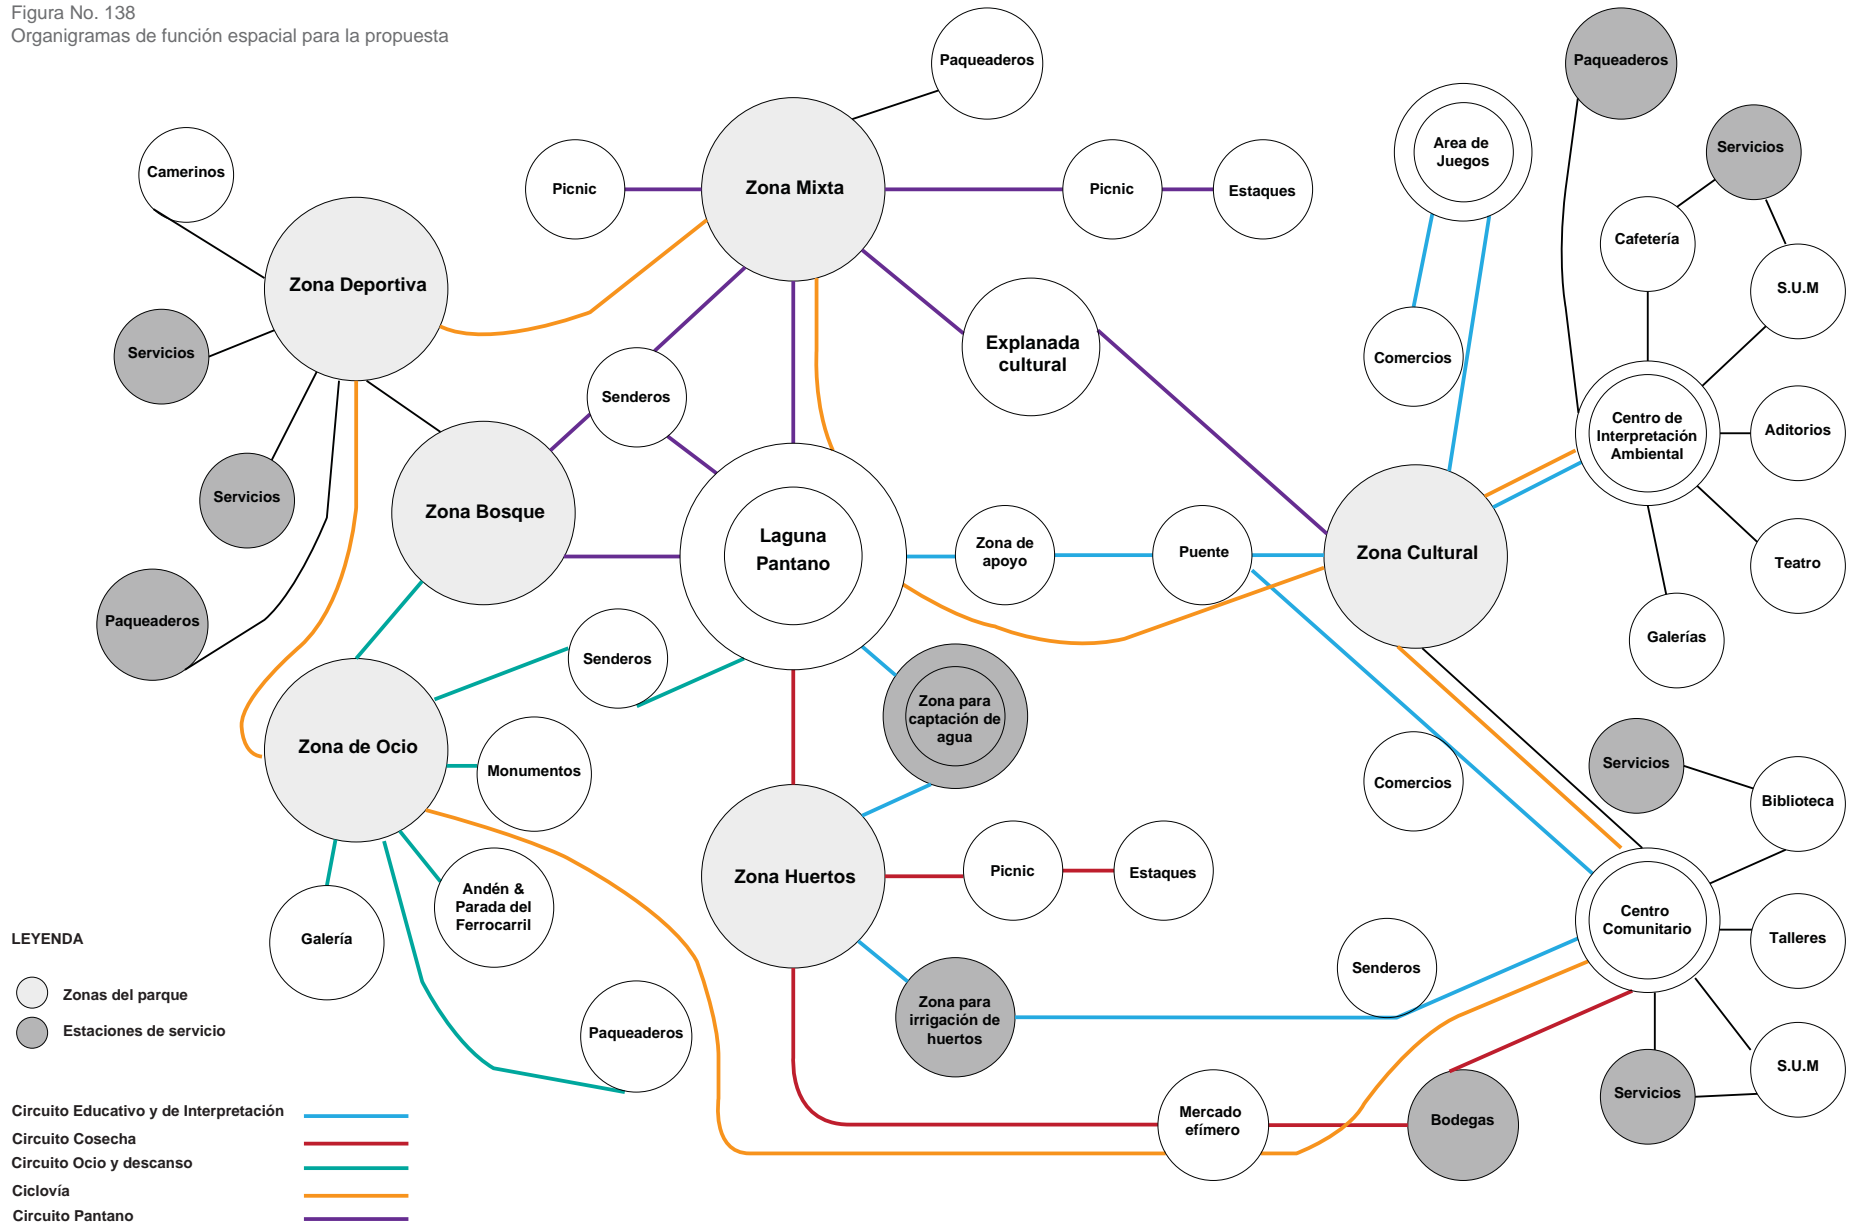 Figura No. 138
Organigramas de función espacial para la propuesta
Paqueaderos
Paqueaderos
Area de
Juegos
Servicios
Camerinos
Picnic
Zona Mixta
Picnic
Estaques
Cafetería
Zona Deportiva
S.U.M
Servicios
Explanada
cultural
Comercios
Senderos
Centro de
Interpretación
Ambiental
Aditorios
Servicios
Zona Bosque
Laguna
Pantano
Zona de
apoyo
Puente
Zona Cultural
Teatro
Paqueaderos
Senderos
Galerías
Zona para
captación de
agua
Zona de Ocio
Monumentos
Comercios
Servicios
Biblioteca
Zona Huertos
Picnic
Estaques
Andén &
Parada del
Ferrocarril
Galería
Centro
Comunitario
Talleres
Senderos
LEYENDA
Zonas del parque
Estaciones de servicio
Paqueaderos
Zona para
irrigación de
huertos
S.U.M
Servicios
Mercado
efímero
Bodegas
Circuito Educativo y de Interpretación
Circuito Cosecha
Circuito Ocio y descanso
Ciclovía
Circuito Pantano